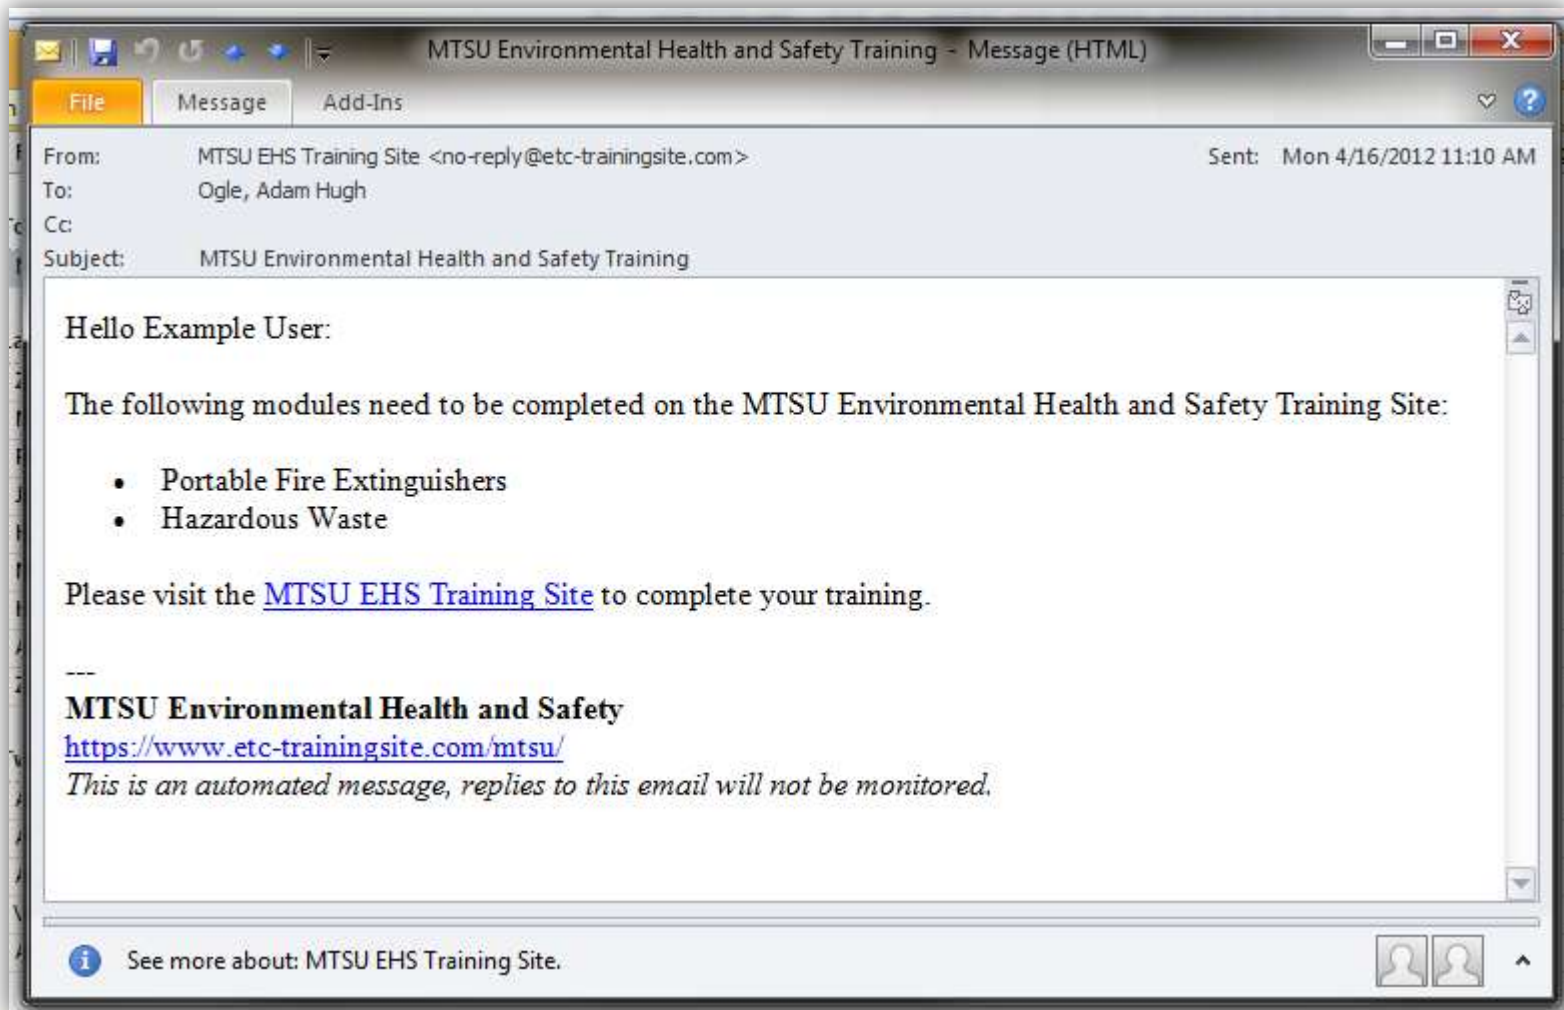 MTSU Environmental Health and Safety Training - Message (HTML)
File Message Add-Ins
From: MTSU EHS Training Site <no-reply@etc-trainingsite.com> Sent: Mon 4/16/2012 11:10 AM
To: Ogle, Adam Hugh
Cc:
Subject: MTSU Environmental Health and Safety Training
Hello Example User:
The following modules need to be completed on the MTSU Environmental Health and Safety Training Site:
• Portable Fire Extinguishers
• Hazardous Waste
Please visit the MTSU EHS Training Site to complete your training.
---
MTSU Environmental Health and Safety
https://www.etc-trainingsite.com/mtsu/
This is an automated message, replies to this email will not be monitored.
See more about: MTSU EHS Training Site.